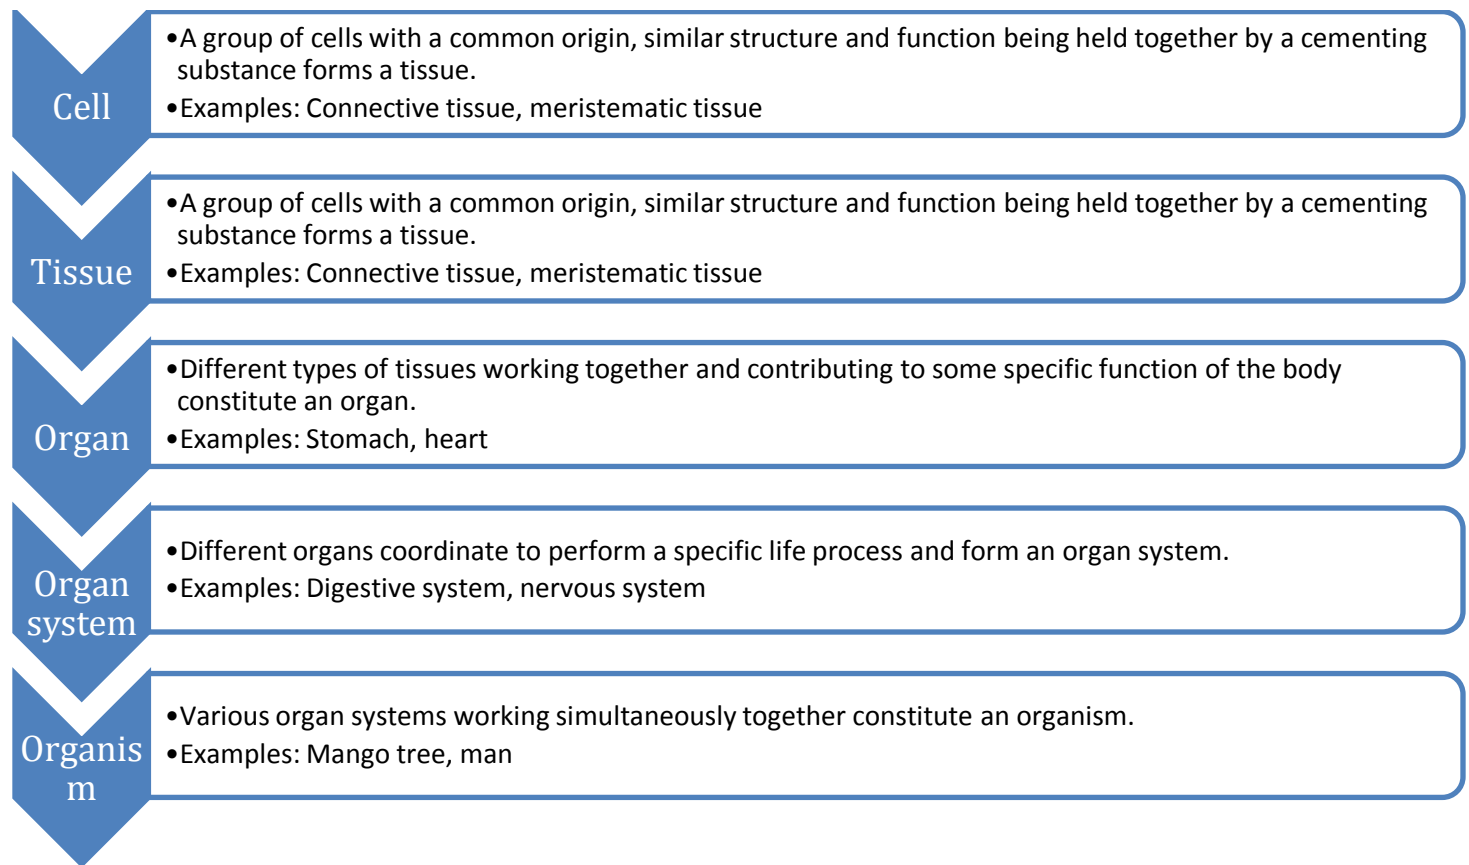 Cell
•A group of cells with a common origin, similar structure and function being held together by a cementing
substance forms a tissue.
•Examples: Connective tissue, meristematic tissue
Tissue
•A group of cells with a common origin, similar structure and function being held together by a cementing
substance forms a tissue.
•Examples: Connective tissue, meristematic tissue
Organ
•Different types of tissues working together and contributing to some specific function of the body
constitute an organ.
•Examples: Stomach, heart
Organ
system
•Different organs coordinate to perform a specific life process and form an organ system.
•Examples: Digestive system, nervous system
Organis
m
•Various organ systems working simultaneously together constitute an organism.
•Examples: Mango tree, man